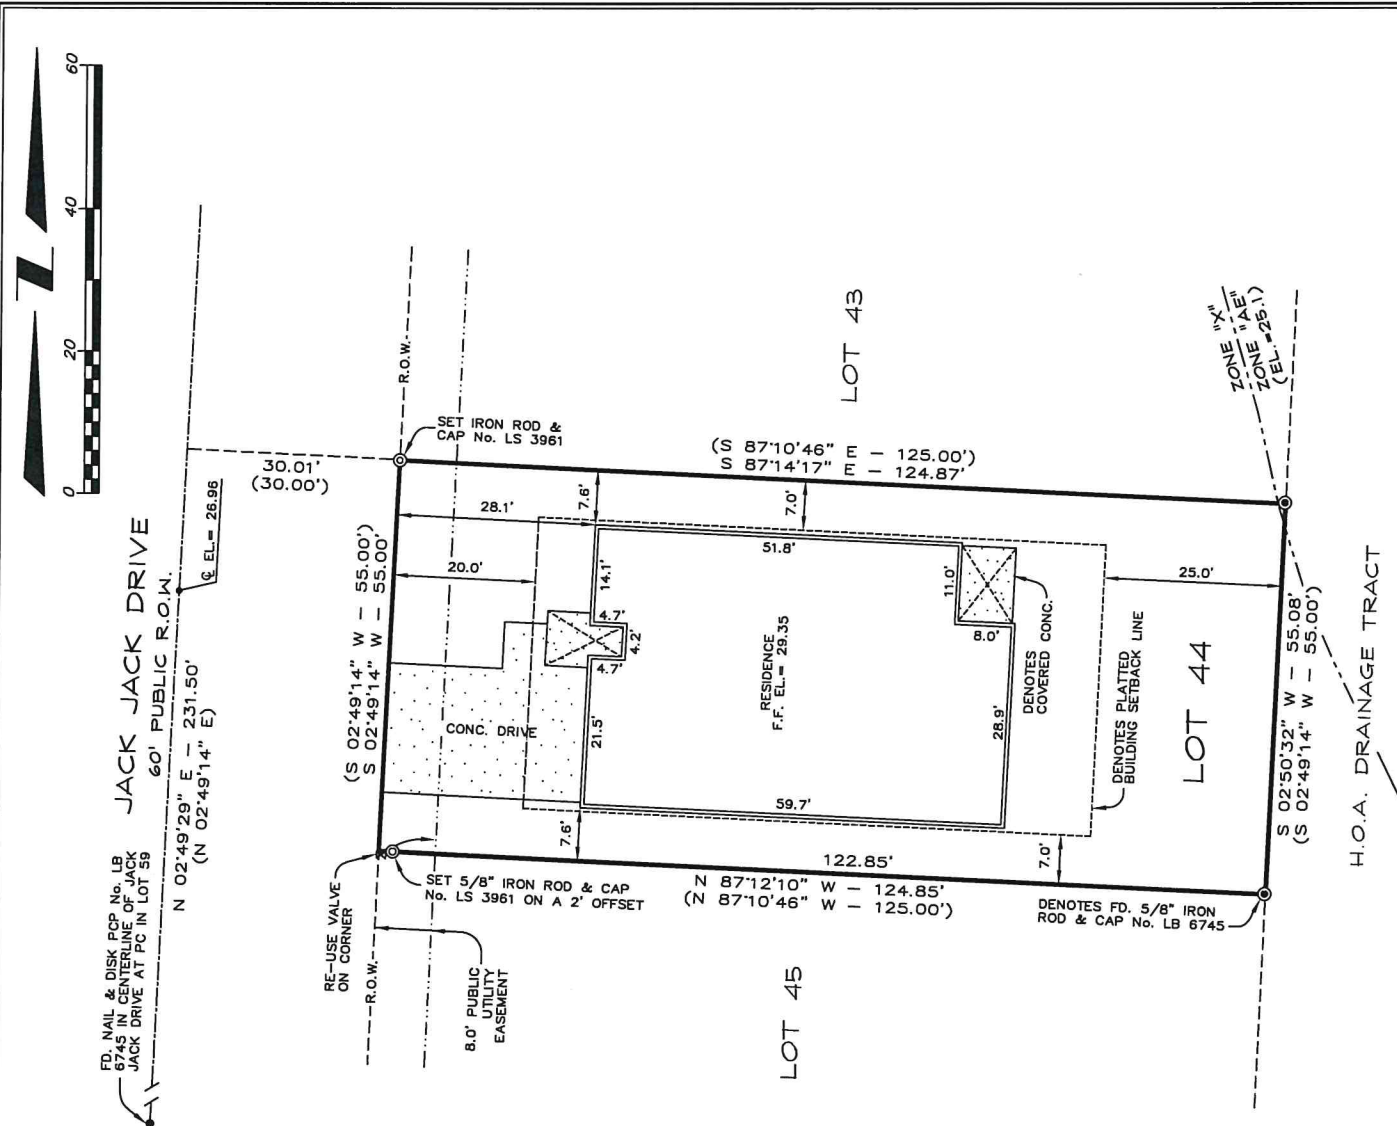 60
40
20
0
Z
JACK JACK DRIVE
60' PUBLIC R.O.W.
℄ EL.= 26.96
N 02°49'29" E – 231.50'
(N 02°49'14" E)
FD. NAIL & DISK PCP No. LB
6745 IN CENTERLINE OF JACK
JACK DRIVE AT PC IN LOT 59
30.01'
(30.00')
R.O.W.
SET IRON ROD &
CAP No. LS 3961
LOT 43
(S 87°10'46" E – 125.00')
S 87°14'17" E – 124.87'
ZONE "X"
ZONE "AE"
(EL.=25.1)
28.1'
7.6'
7.0'
20.0'
51.8'
14.1'
4.7'
4.2'
4.7'
11.0'
8.0'
25.0'
(S 02°49'14" W – 55.00')
S 02°49'14" W – 55.00'
CONC. DRIVE
21.5'
RESIDENCE
F.F. EL.= 29.35
28.9'
59.7'
DENOTES
COVERED CONC.
DENOTES PLATTED
BUILDING SETBACK LINE
LOT 44
S 02°50'32" W – 55.08'
(S 02°49'14" W – 55.00')
H.O.A. DRAINAGE TRACT
7.6'
7.0'
122.85'
N 87°12'10" W – 124.85'
(N 87°10'46" W – 125.00')
SET 5/8" IRON ROD & CAP
No. LS 3961 ON A 2' OFFSET
DENOTES FD. 5/8" IRON
ROD & CAP No. LB 6745
RE-USE VALVE
ON CORNER
R.O.W.
8.0' PUBLIC
UTILITY
EASEMENT
LOT 45